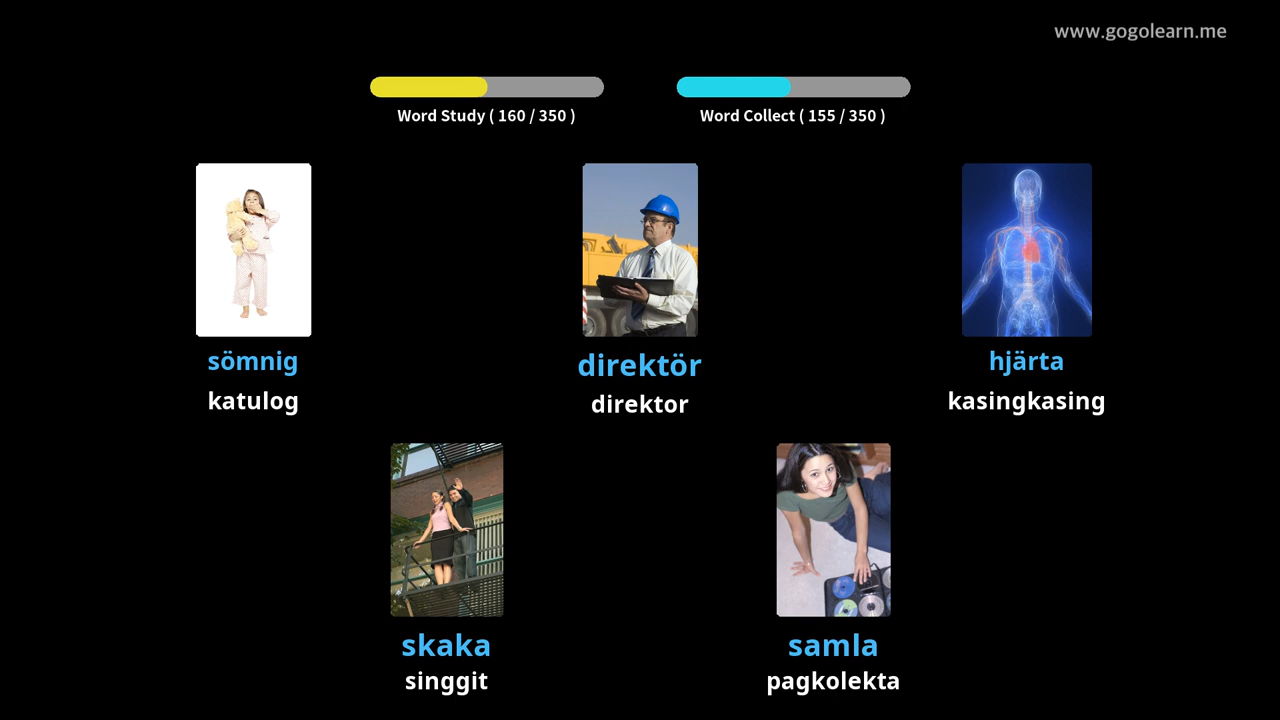 www.gogolearn.me
Word Study ( 160 / 350 )
Word Collect ( 155 / 350 )
sömnig
katulog
direktör
direktor
hjärta
kasingkasing
skaka
singgit
samla
pagkolekta